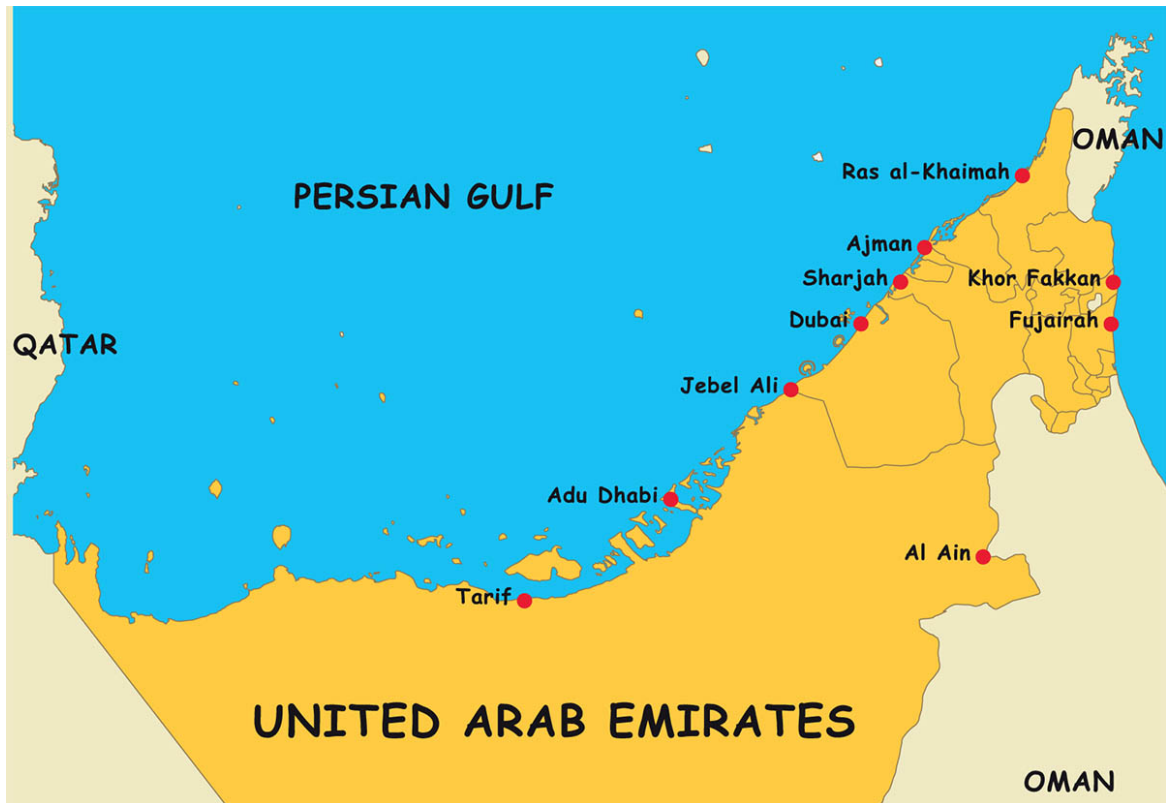 OMAN
Ras al-Khaimah
PERSIAN GULF
Ajman
Sharjah
Khor Fakkan
Dubai
Fujairah
QATAR
Jebel Ali
Adu Dhabi
Al Ain
Tarif
UNITED ARAB EMIRATES
OMAN